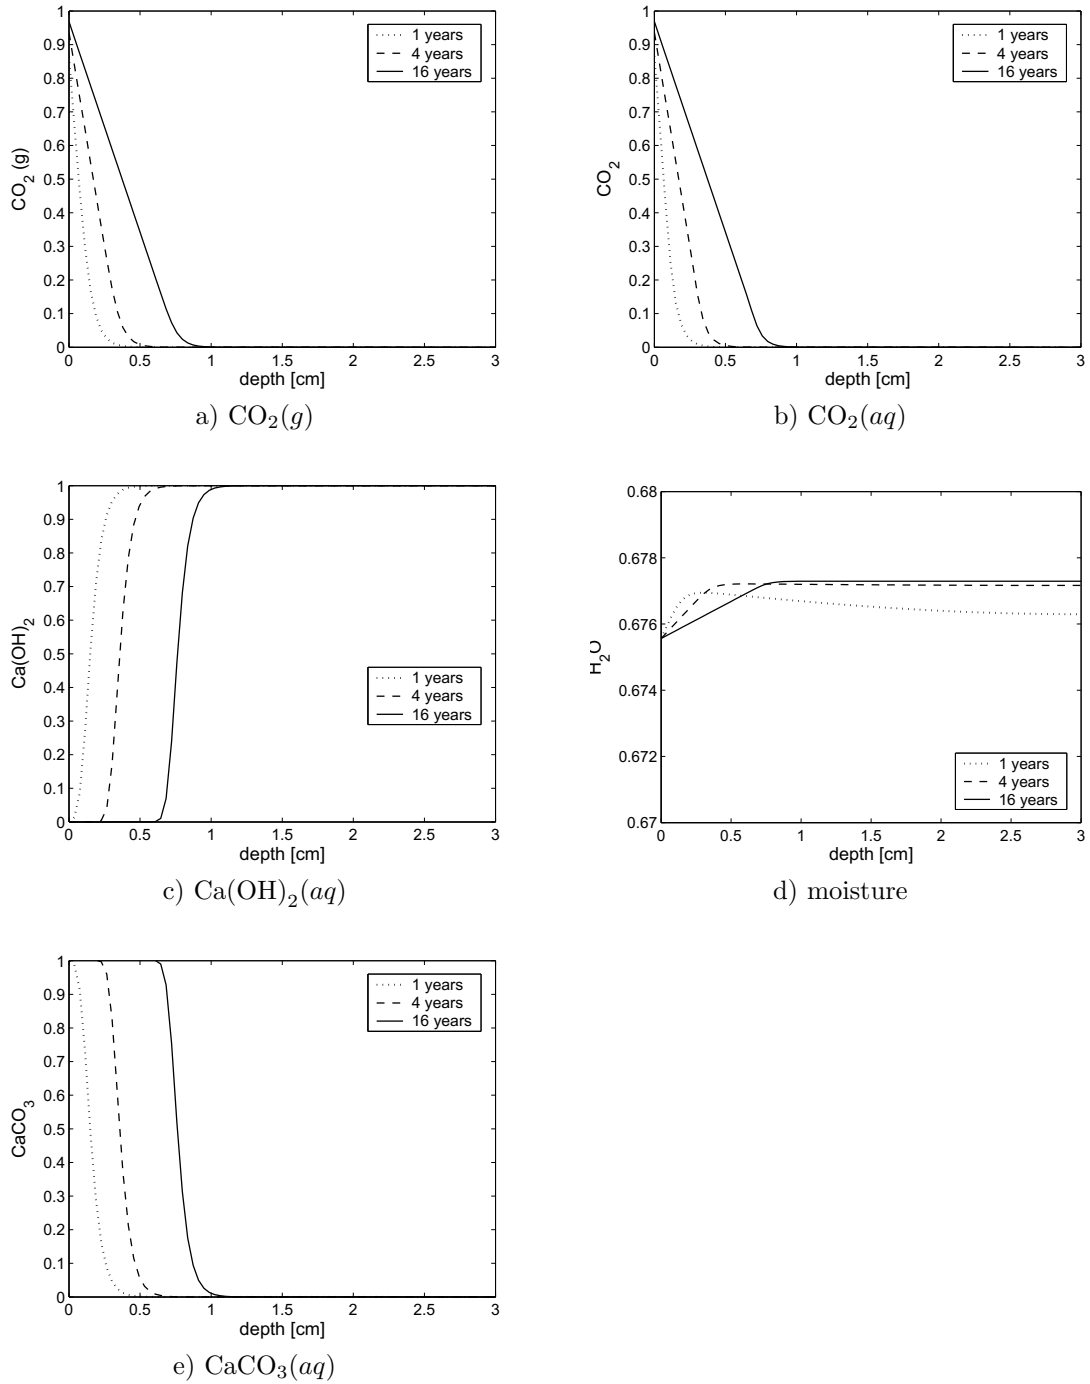 1
0.9
0.8
0.7
0.6
0.5
0.4
0.3
0.2
0.1
0
CO2 (g)
1 years
4 years
16 years
0 0.5 1 1.5 2 2.5 3
depth [cm]
a) CO2(g)
1
0.9
0.8
0.7
0.6
0.5
0.4
0.3
0.2
0.1
0
CO2
1 years
4 years
16 years
0 0.5 1 1.5 2 2.5 3
depth [cm]
b) CO2(aq)
1
0.9
0.8
0.7
0.6
0.5
0.4
0.3
0.2
0.1
0
Ca(OH)2
1 years
4 years
16 years
0 0.5 1 1.5 2 2.5 3
depth [cm]
c) Ca(OH)2(aq)
0.68
0.678
0.676
0.674
0.672
0.67
H2O
1 years
4 years
16 years
0 0.5 1 1.5 2 2.5 3
depth [cm]
d) moisture
1
0.9
0.8
0.7
0.6
0.5
0.4
0.3
0.2
0.1
0
CaCO3
1 years
4 years
16 years
0 0.5 1 1.5 2 2.5 3
depth [cm]
e) CaCO3(aq)